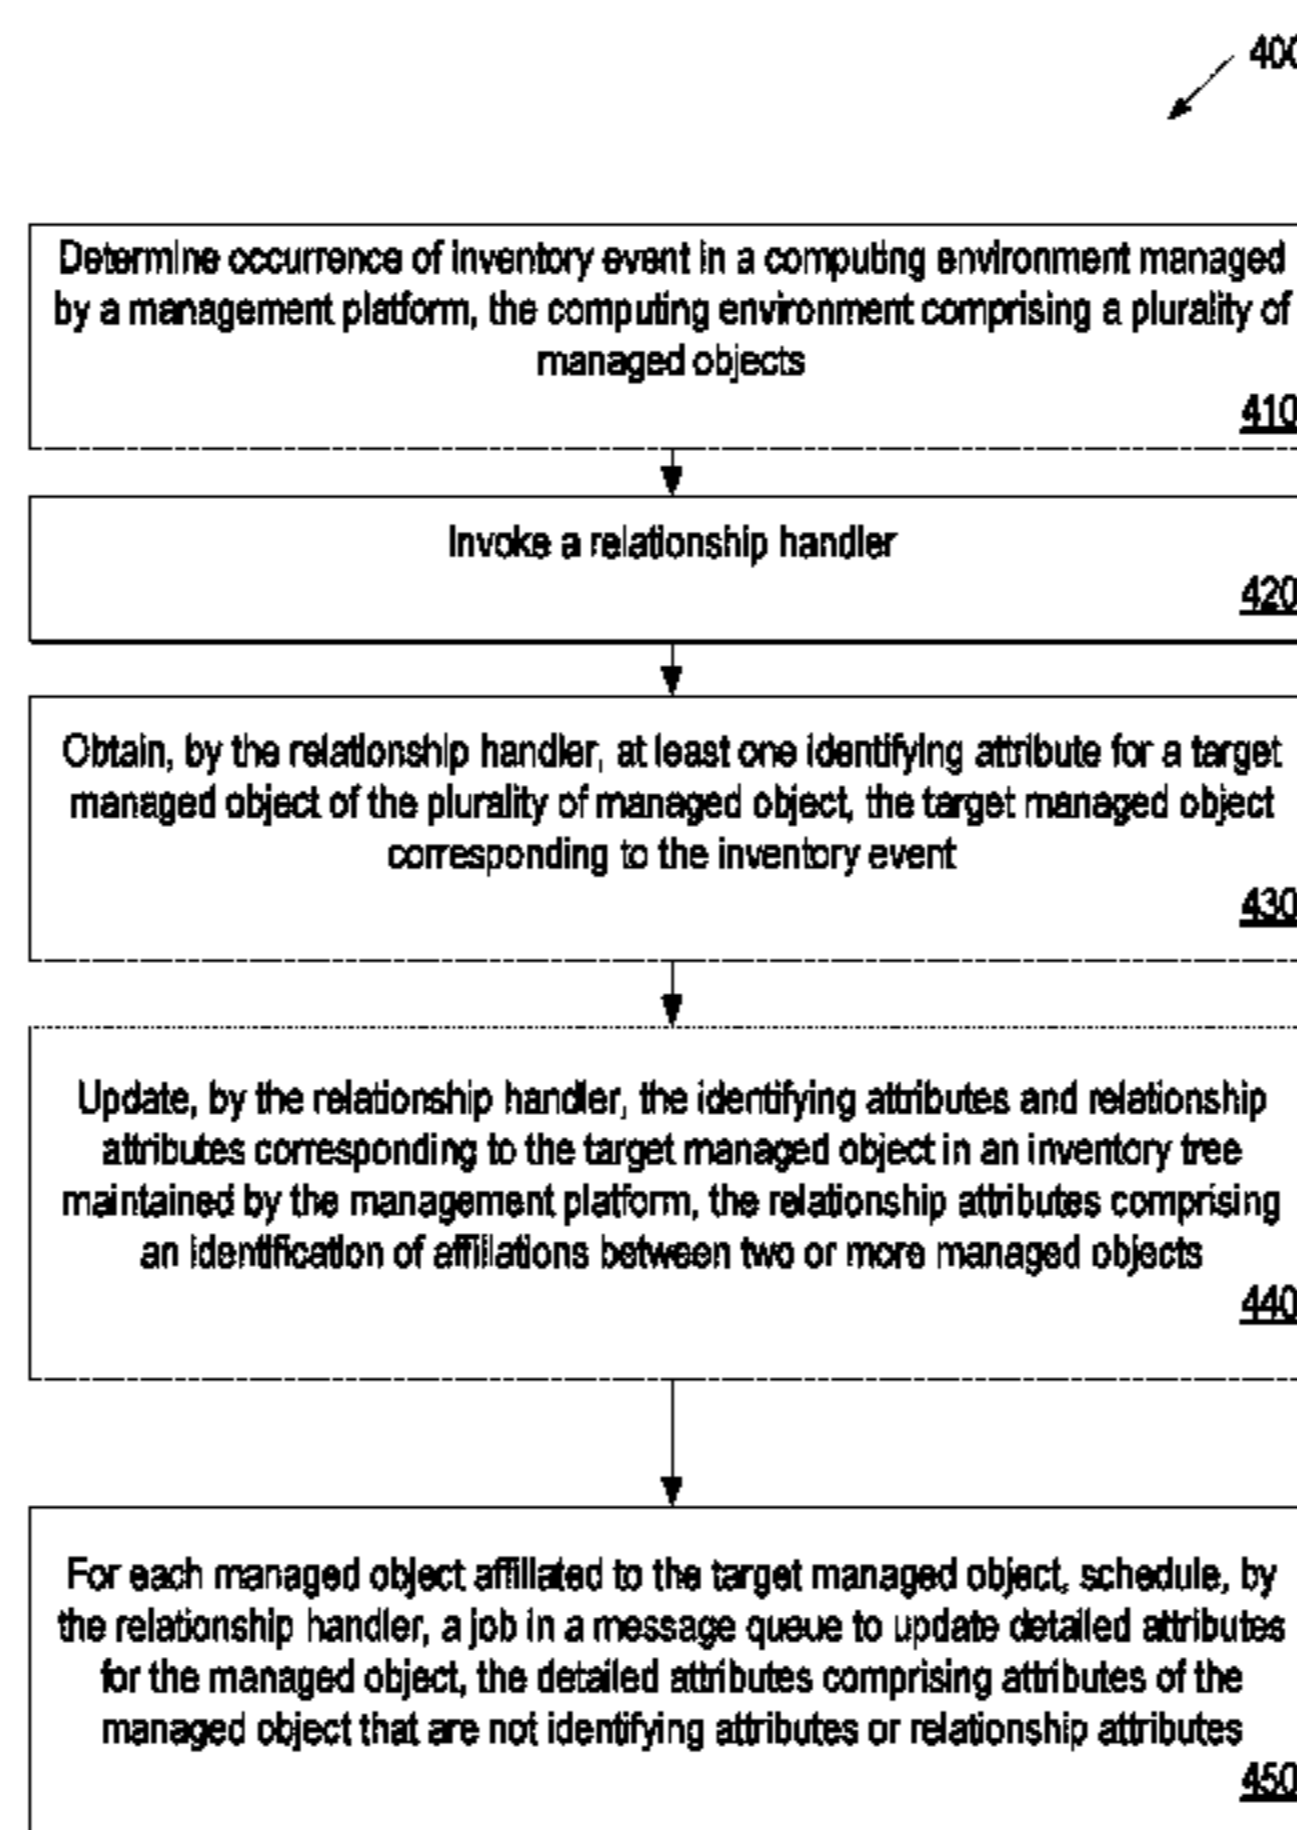 400
Determine occurrence of inventory event in a computing environment managed
by a management platform, the computing environment comprising a plurality of
managed objects
410
Invoke a relationship handler
420
Obtain, by the relationship handler, at least one identifying attribute for a target
managed object of the plurality of managed object, the target managed object
corresponding to the inventory event
430
Update, by the relationship handler, the identifying attributes and relationship
attributes corresponding to the target managed object in an inventory tree
maintained by the management platform, the relationship attributes comprising
an identification of affiliations between two or more managed objects
440
For each managed object affiliated to the target managed object, schedule, by
the relationship handler, a job in a message queue to update detailed attributes
for the managed object, the detailed attributes comprising attributes of the
managed object that are not identifying attributes or relationship attributes
450